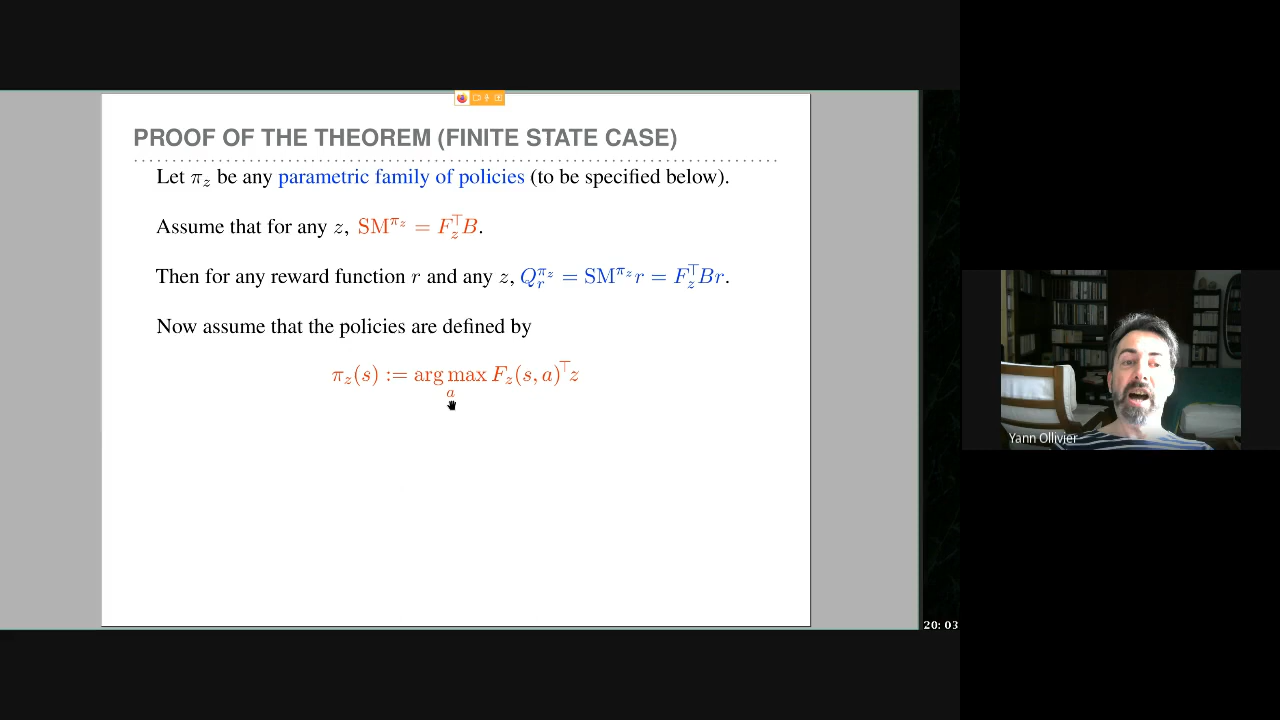 PROOF OF THE THEOREM (FINITE STATE CASE)
Let π_z be any parametric family of policies (to be specified below).
Assume that for any z, SM^{π_z} = F_z^⊤ B.
Then for any reward function r and any z, Q_r^{π_z} = SM^{π_z} r = F_z^⊤ Br.
Now assume that the policies are defined by
π_z(s) := arg max_a F_z(s, a)^⊤ z
Yann Ollivier
20: 03